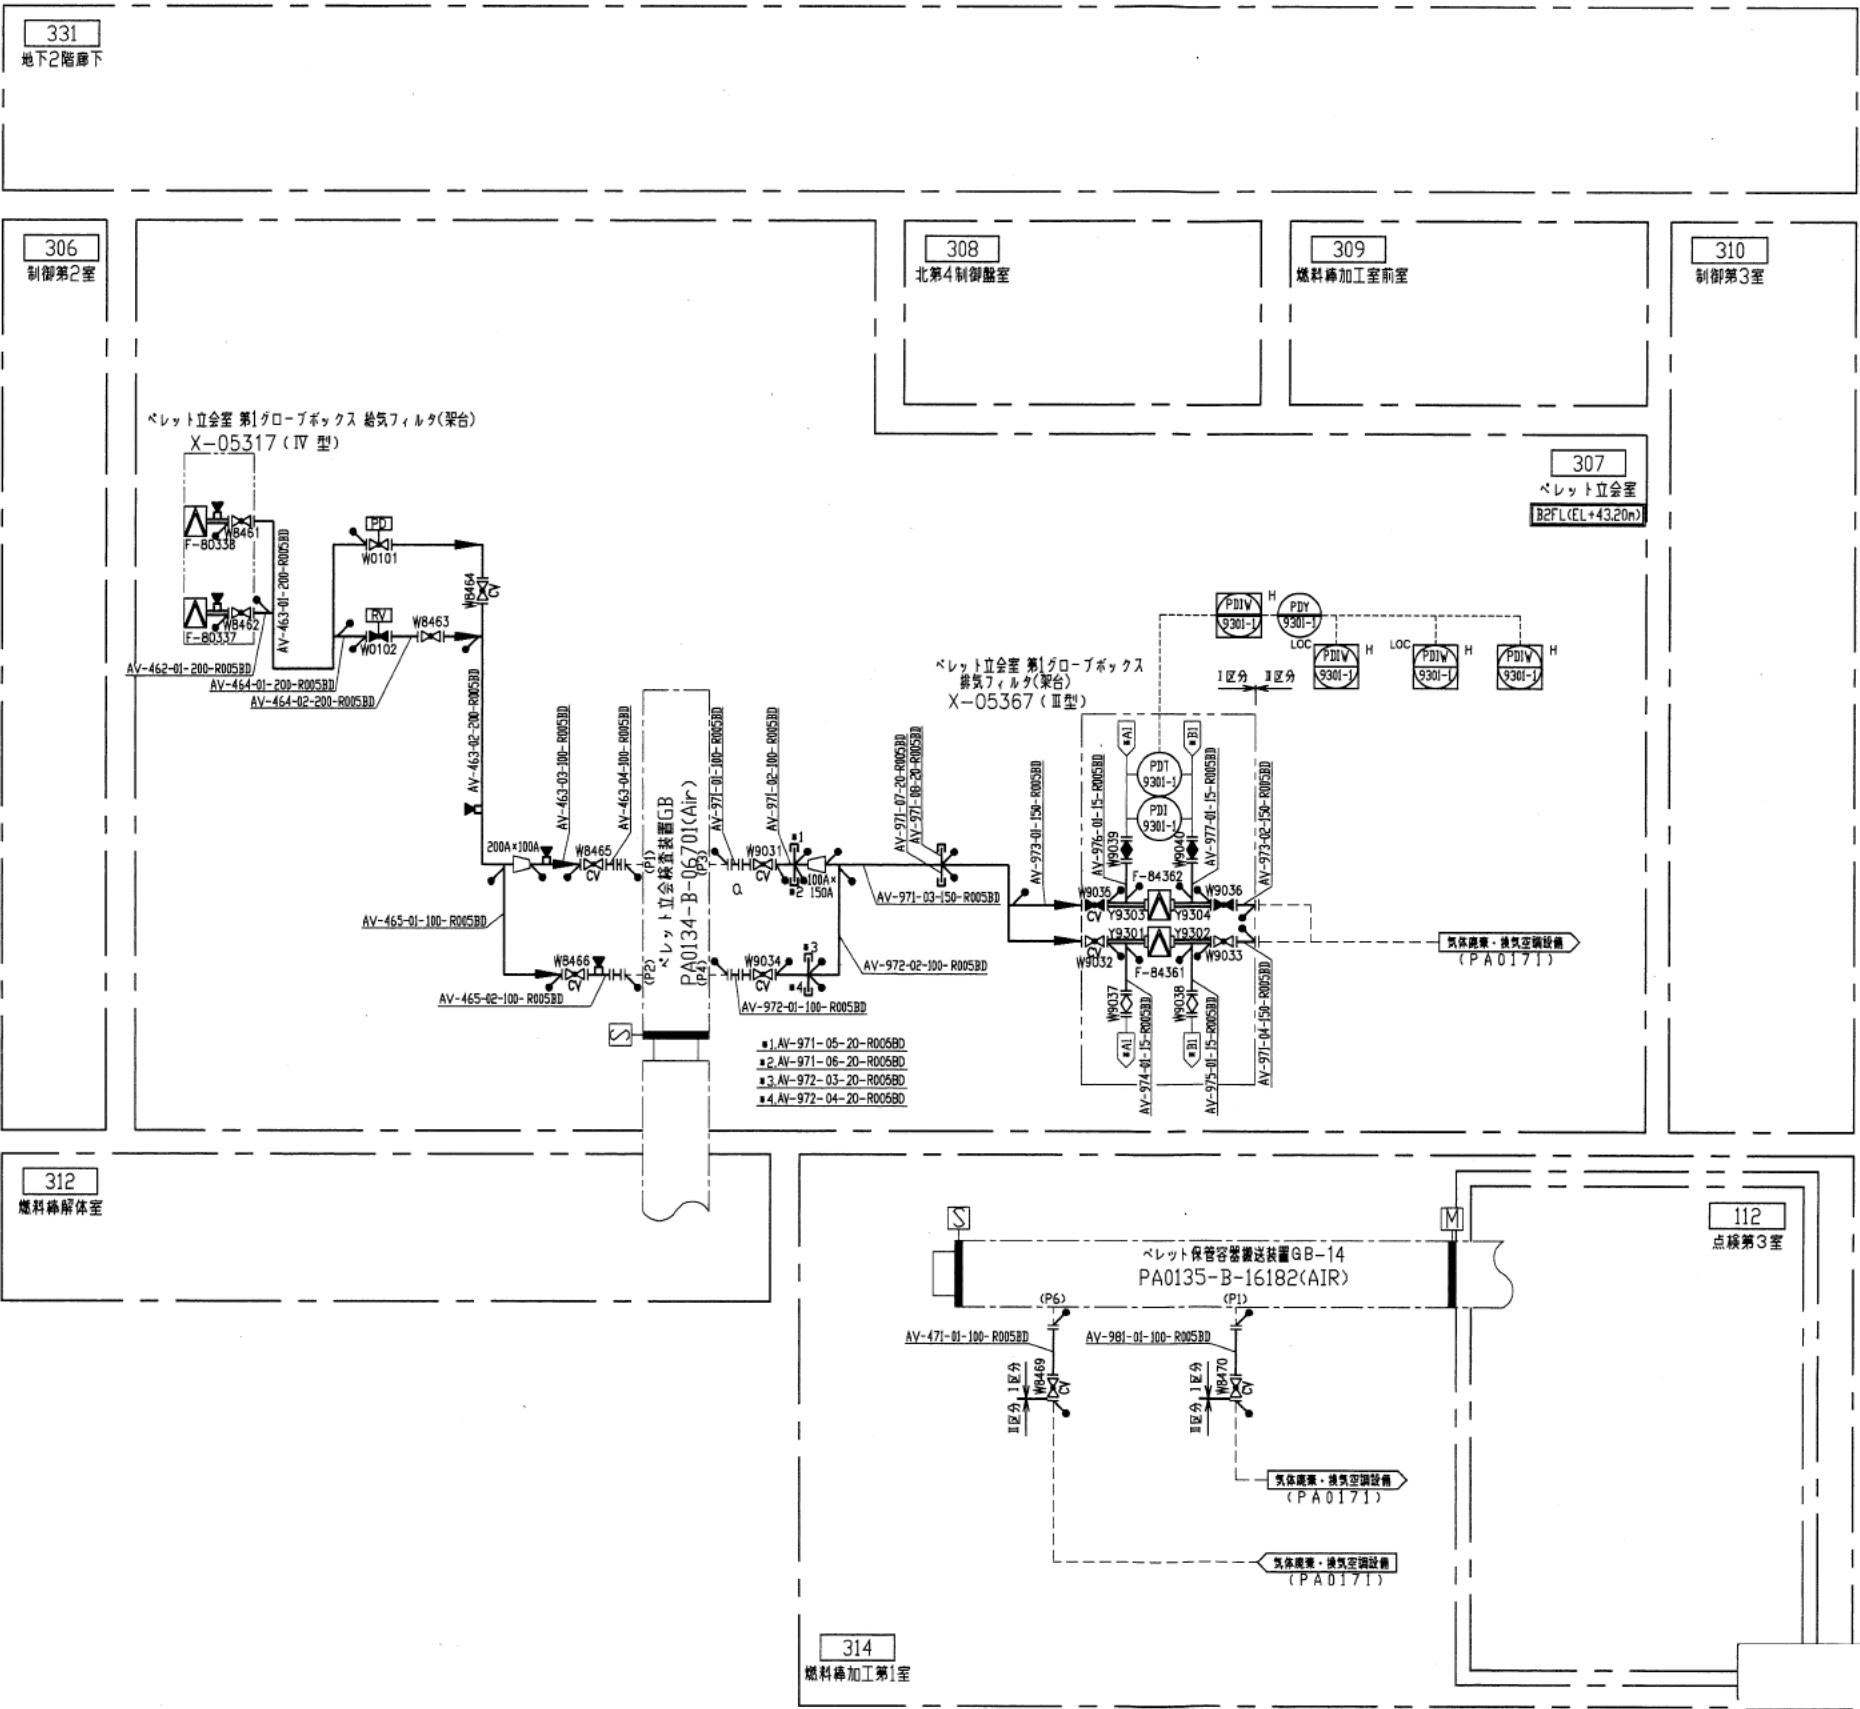 331
地下2階廊下
306
制御第2室
308
北第4制御盤室
309
燃料棒加工室前室
310
制御第3室
307
ペレット立会室
B2FL(EL+43.20m)
ペレット立会室 第1グローブボックス 給気フィルタ(架台)
X-05317(Ⅳ 型)
F-80338
W8461
F-80337
W8462
AV-463-01-200-R005BD
AV-462-01-200-R005BD
AV-464-01-200-R005BD
AV-464-02-200-R005BD
PD
W0101
RV
W0102
W8463
W8464
CV
AV-463-02-200-R005BD
200A×100A
AV-463-03-100-R005BD
AV-463-04-100-R005BD
W8465
CV
(P1)
AV-465-01-100-R005BD
W8466
CV
(P2)
AV-465-02-100-R005BD
ペレット立会検査装置GB
PA0134-B-06701(Air)
(P3)
(P4)
S
AV-971-01-100-R005BD
AV-971-02-100-R005BD
W9031
CV
a
*1
*2
100A×
150A
W9034
CV
*3
*4
AV-972-01-100-R005BD
AV-972-02-100-R005BD
AV-971-03-150-R005BD
AV-971-07-20-R005BD
AV-971-08-20-R005BD
*1.AV-971-05-20-R005BD
*2.AV-971-06-20-R005BD
*3.AV-972-03-20-R005BD
*4.AV-972-04-20-R005BD
ペレット立会室 第1グローブボックス
排気フィルタ(架台)
X-05367(Ⅲ型)
AV-973-01-150-R005BD
AV-976-01-15-R005BD
AV-977-01-15-R005BD
AV-973-02-150-R005BD
*A1
*B1
PDT
9301-1
PDI
9301-1
W9039
W9040
F-84362
W9035
CV
Y9303
Y9304
W9036
Y9301
Y9302
W9032
CV
W9033
F-84361
W9037
W9038
*A1
*B1
AV-974-01-15-R005BD
AV-975-01-15-R005BD
AV-971-04-150-R005BD
Ⅰ区分
Ⅱ区分
PDIW
9301-1
H
PDY
9301-1
LOC
PDIW
9301-1
H
LOC
PDIW
9301-1
H
PDIW
9301-1
H
気体廃棄・換気空調設備
(PA0171)
312
燃料棒解体室
112
点検第3室
S
M
ペレット保管容器搬送装置GB-14
PA0135-B-16182(AIR)
(P6)
(P1)
AV-471-01-100-R005BD
AV-981-01-100-R005BD
W8469
CV
Ⅰ区分
Ⅱ区分
W8470
CV
Ⅰ区分
Ⅱ区分
気体廃棄・換気空調設備
(PA0171)
気体廃棄・換気空調設備
(PA0171)
314
燃料棒加工第1室